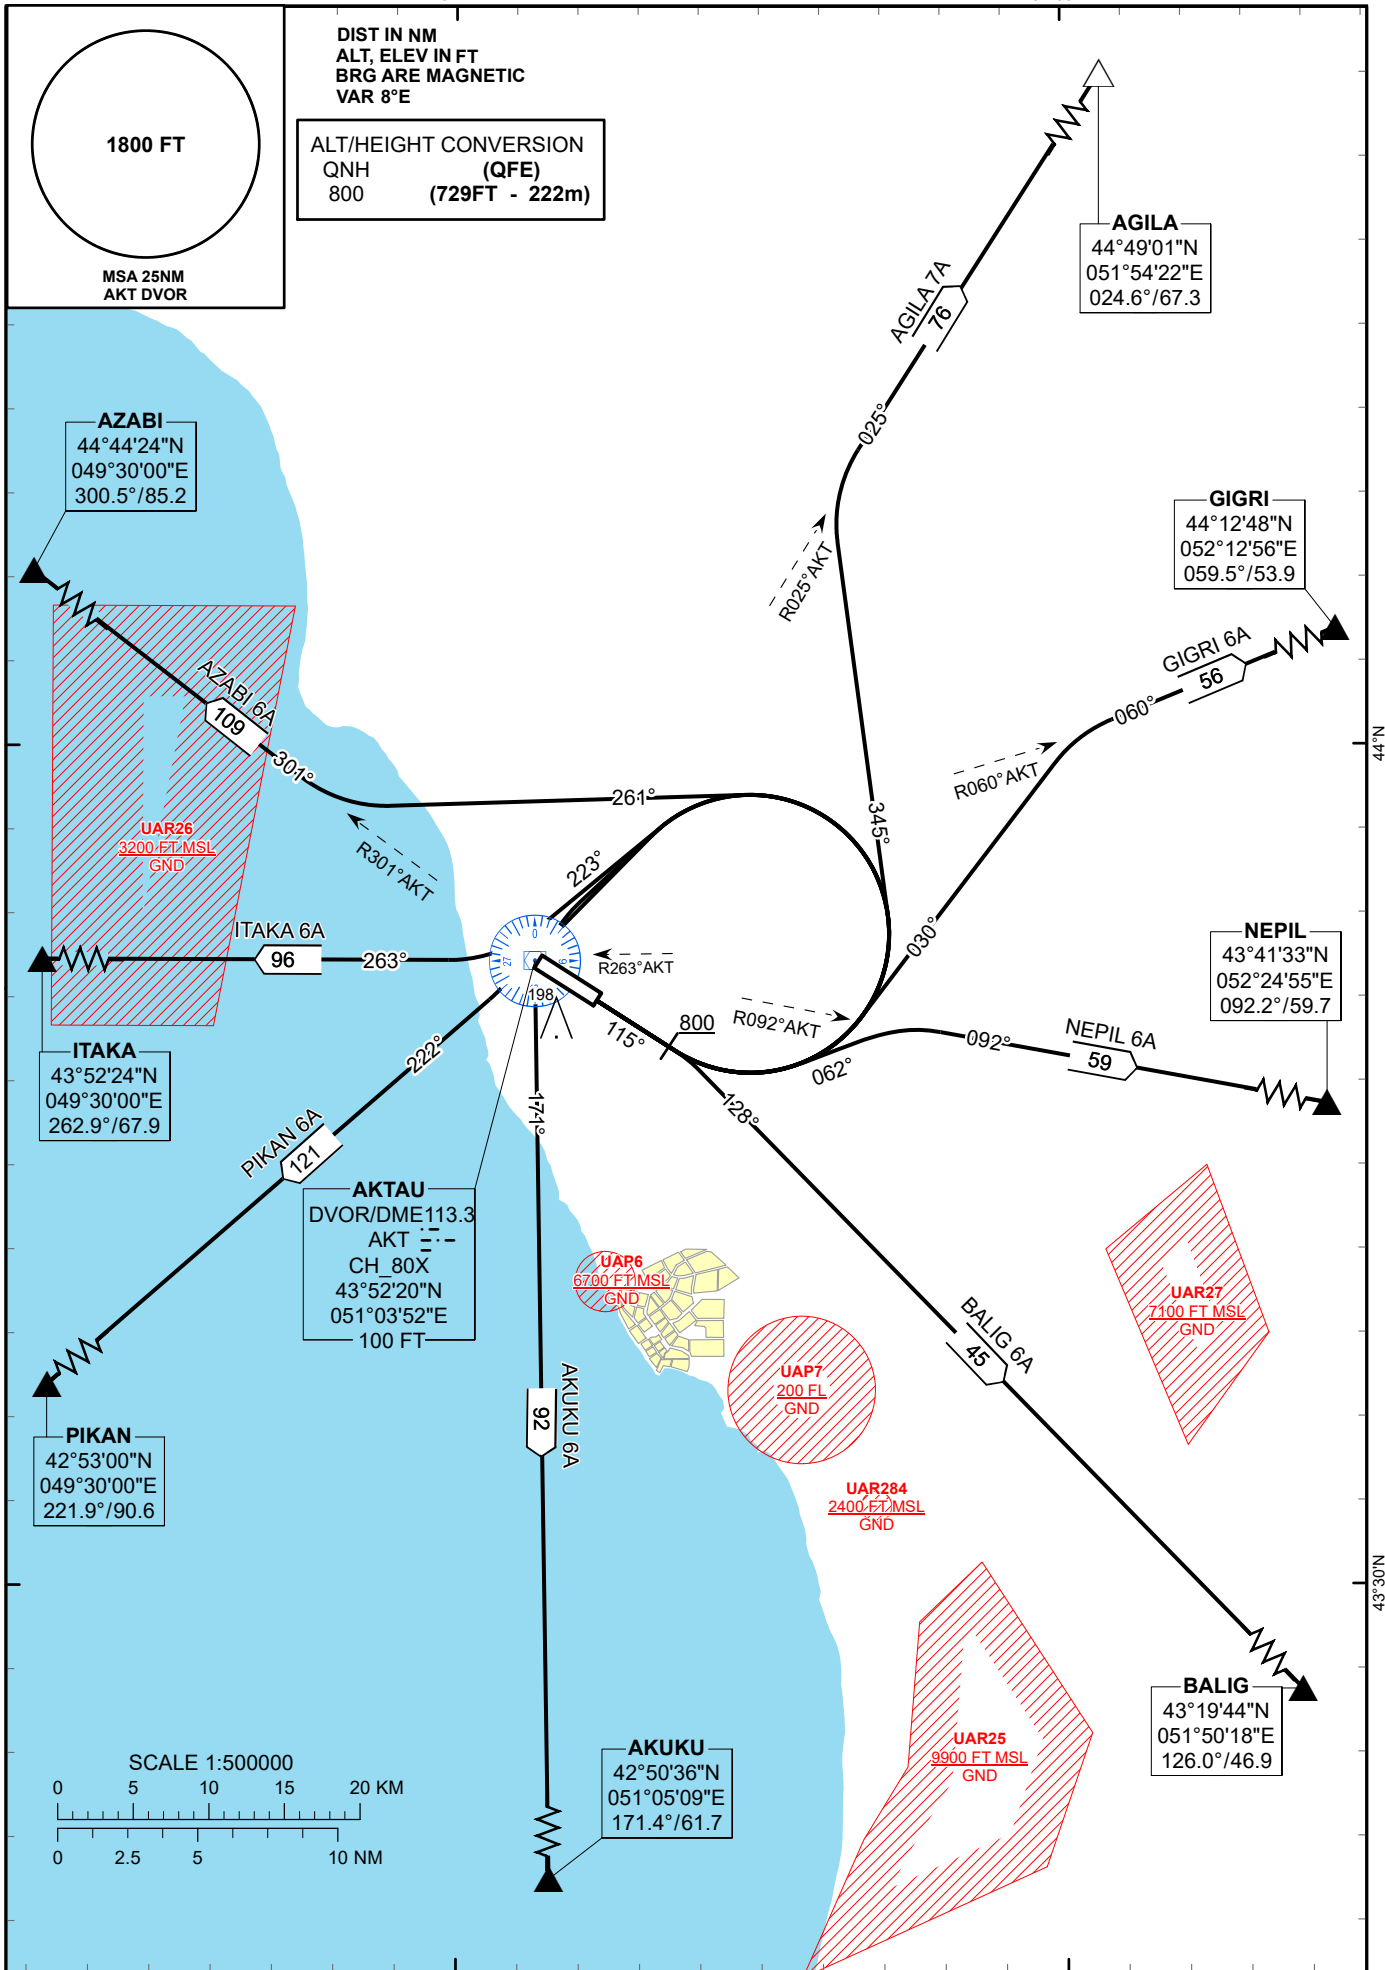 DIST IN NM
ALT, ELEV IN FT
BRG ARE MAGNETIC
VAR 8°E
1800 FT
MSA 25NM
AKT DVOR
ALT/HEIGHT CONVERSION
QNH (QFE)
800 (729FT - 222m)
AGILA
44°49'01"N
051°54'22"E
024.6°/67.3
AGILA 7A
76
025°
R025°AKT
345°
AZABI
44°44'24"N
049°30'00"E
300.5°/85.2
AZABI 6A
109
301°
R301°AKT
261°
GIGRI
44°12'48"N
052°12'56"E
059.5°/53.9
GIGRI 6A
56
060°
R060°AKT
030°
44°N
UAR26
3200 FT MSL
GND
223°
ITAKA 6A
96
263°
R263°AKT
0
9
27
198
ITAKA
43°52'24"N
049°30'00"E
262.9°/67.9
NEPIL
43°41'33"N
052°24'55"E
092.2°/59.7
NEPIL 6A
59
092°
R092°AKT
062°
800
115°
128°
222°
171°
PIKAN 6A
121
AKTAU
DVOR/DME113.3
AKT
CH_80X
43°52'20"N
051°03'52"E
100 FT
UAP6
6700 FT MSL
GND
UAR27
7100 FT MSL
GND
BALIG 6A
45
UAP7
200 FL
GND
AKUKU 6A
92
PIKAN
42°53'00"N
049°30'00"E
221.9°/90.6
UAR284
2400 FT MSL
GND
43°30'N
BALIG
43°19'44"N
051°50'18"E
126.0°/46.9
UAR25
9900 FT MSL
GND
AKUKU
42°50'36"N
051°05'09"E
171.4°/61.7
SCALE 1:500000
0 5 10 15 20 KM
0 2.5 5 10 NM